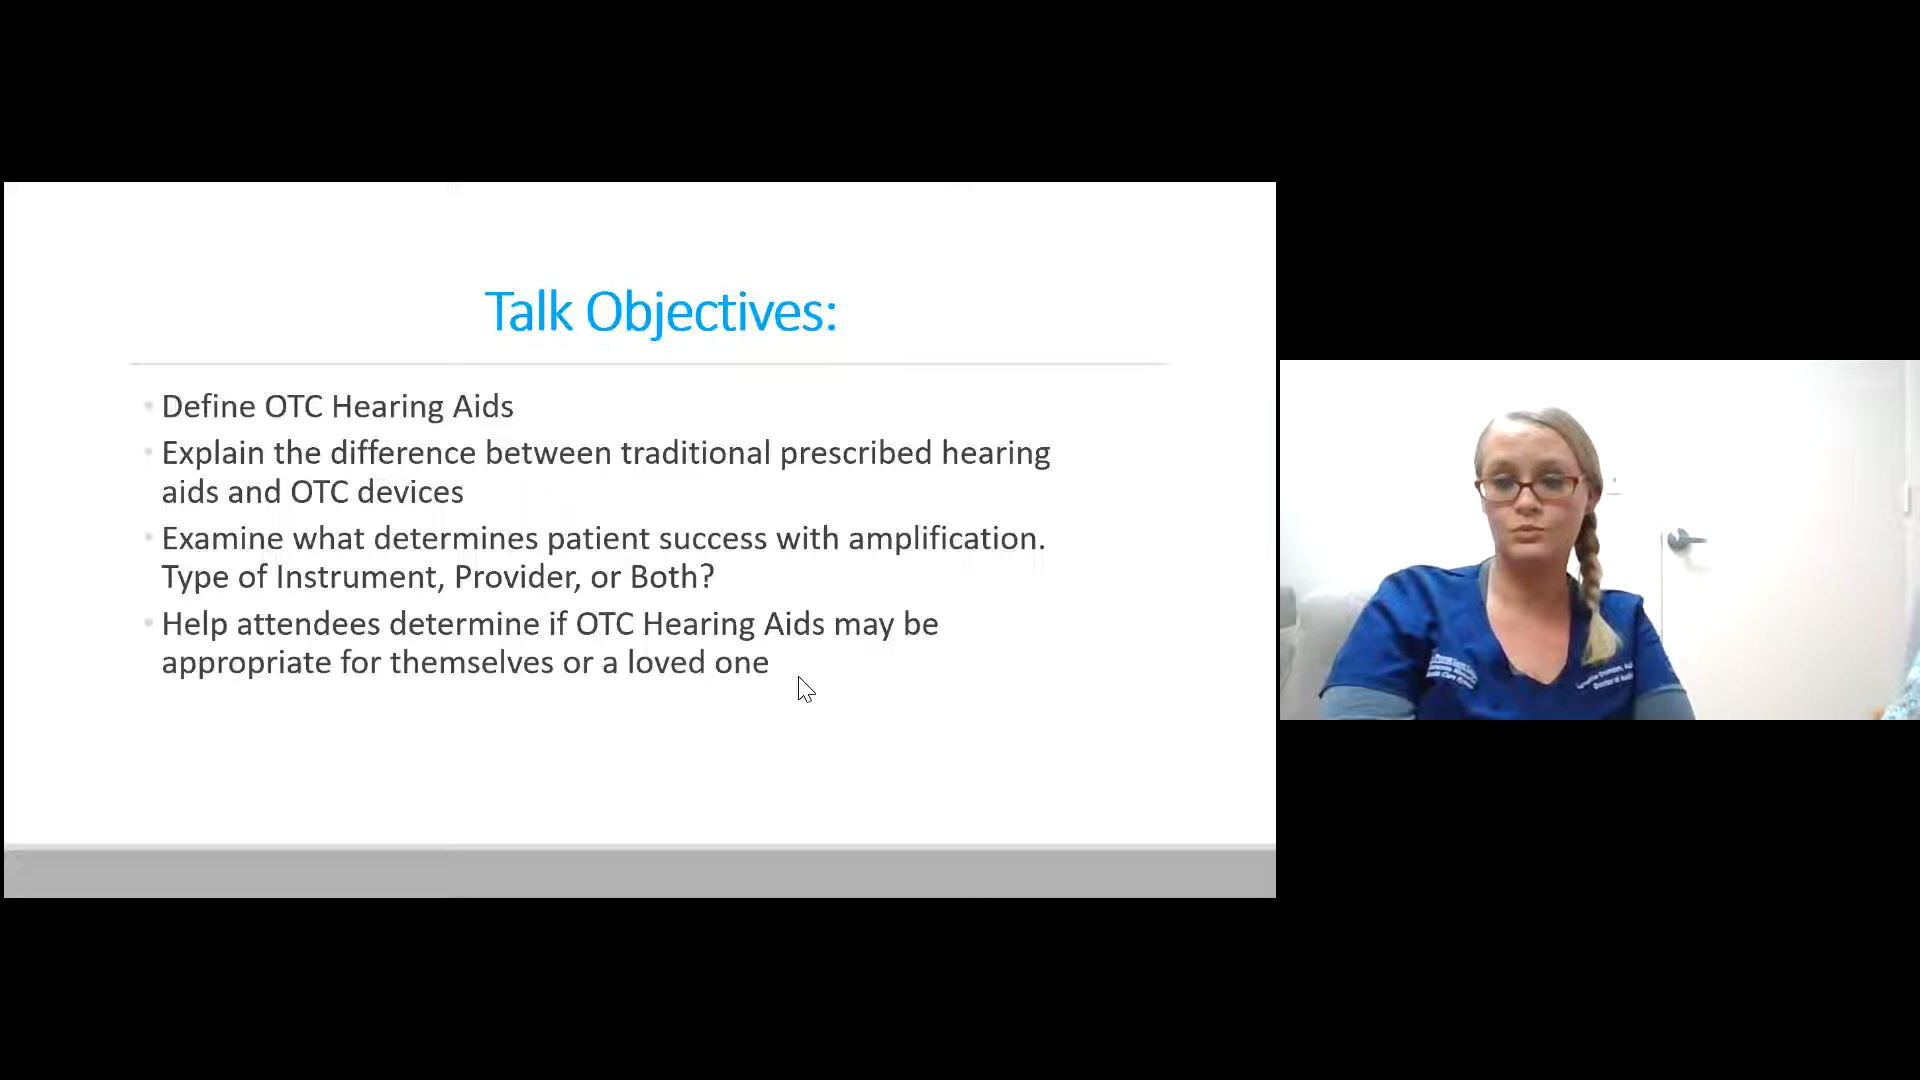 Talk Objectives:
Define OTC Hearing Aids
Explain the difference between traditional prescribed hearing
aids and OTC devices
Examine what determines patient success with amplification.
Type of Instrument, Provider, or Both?
Help attendees determine if OTC Hearing Aids may be
appropriate for themselves or a loved one